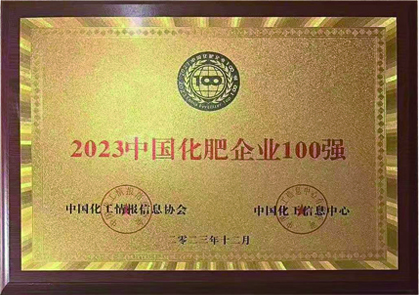 2023中国化肥企业100强
中国化工情报信息协会 中国化工信息中心
二零二三年十二月